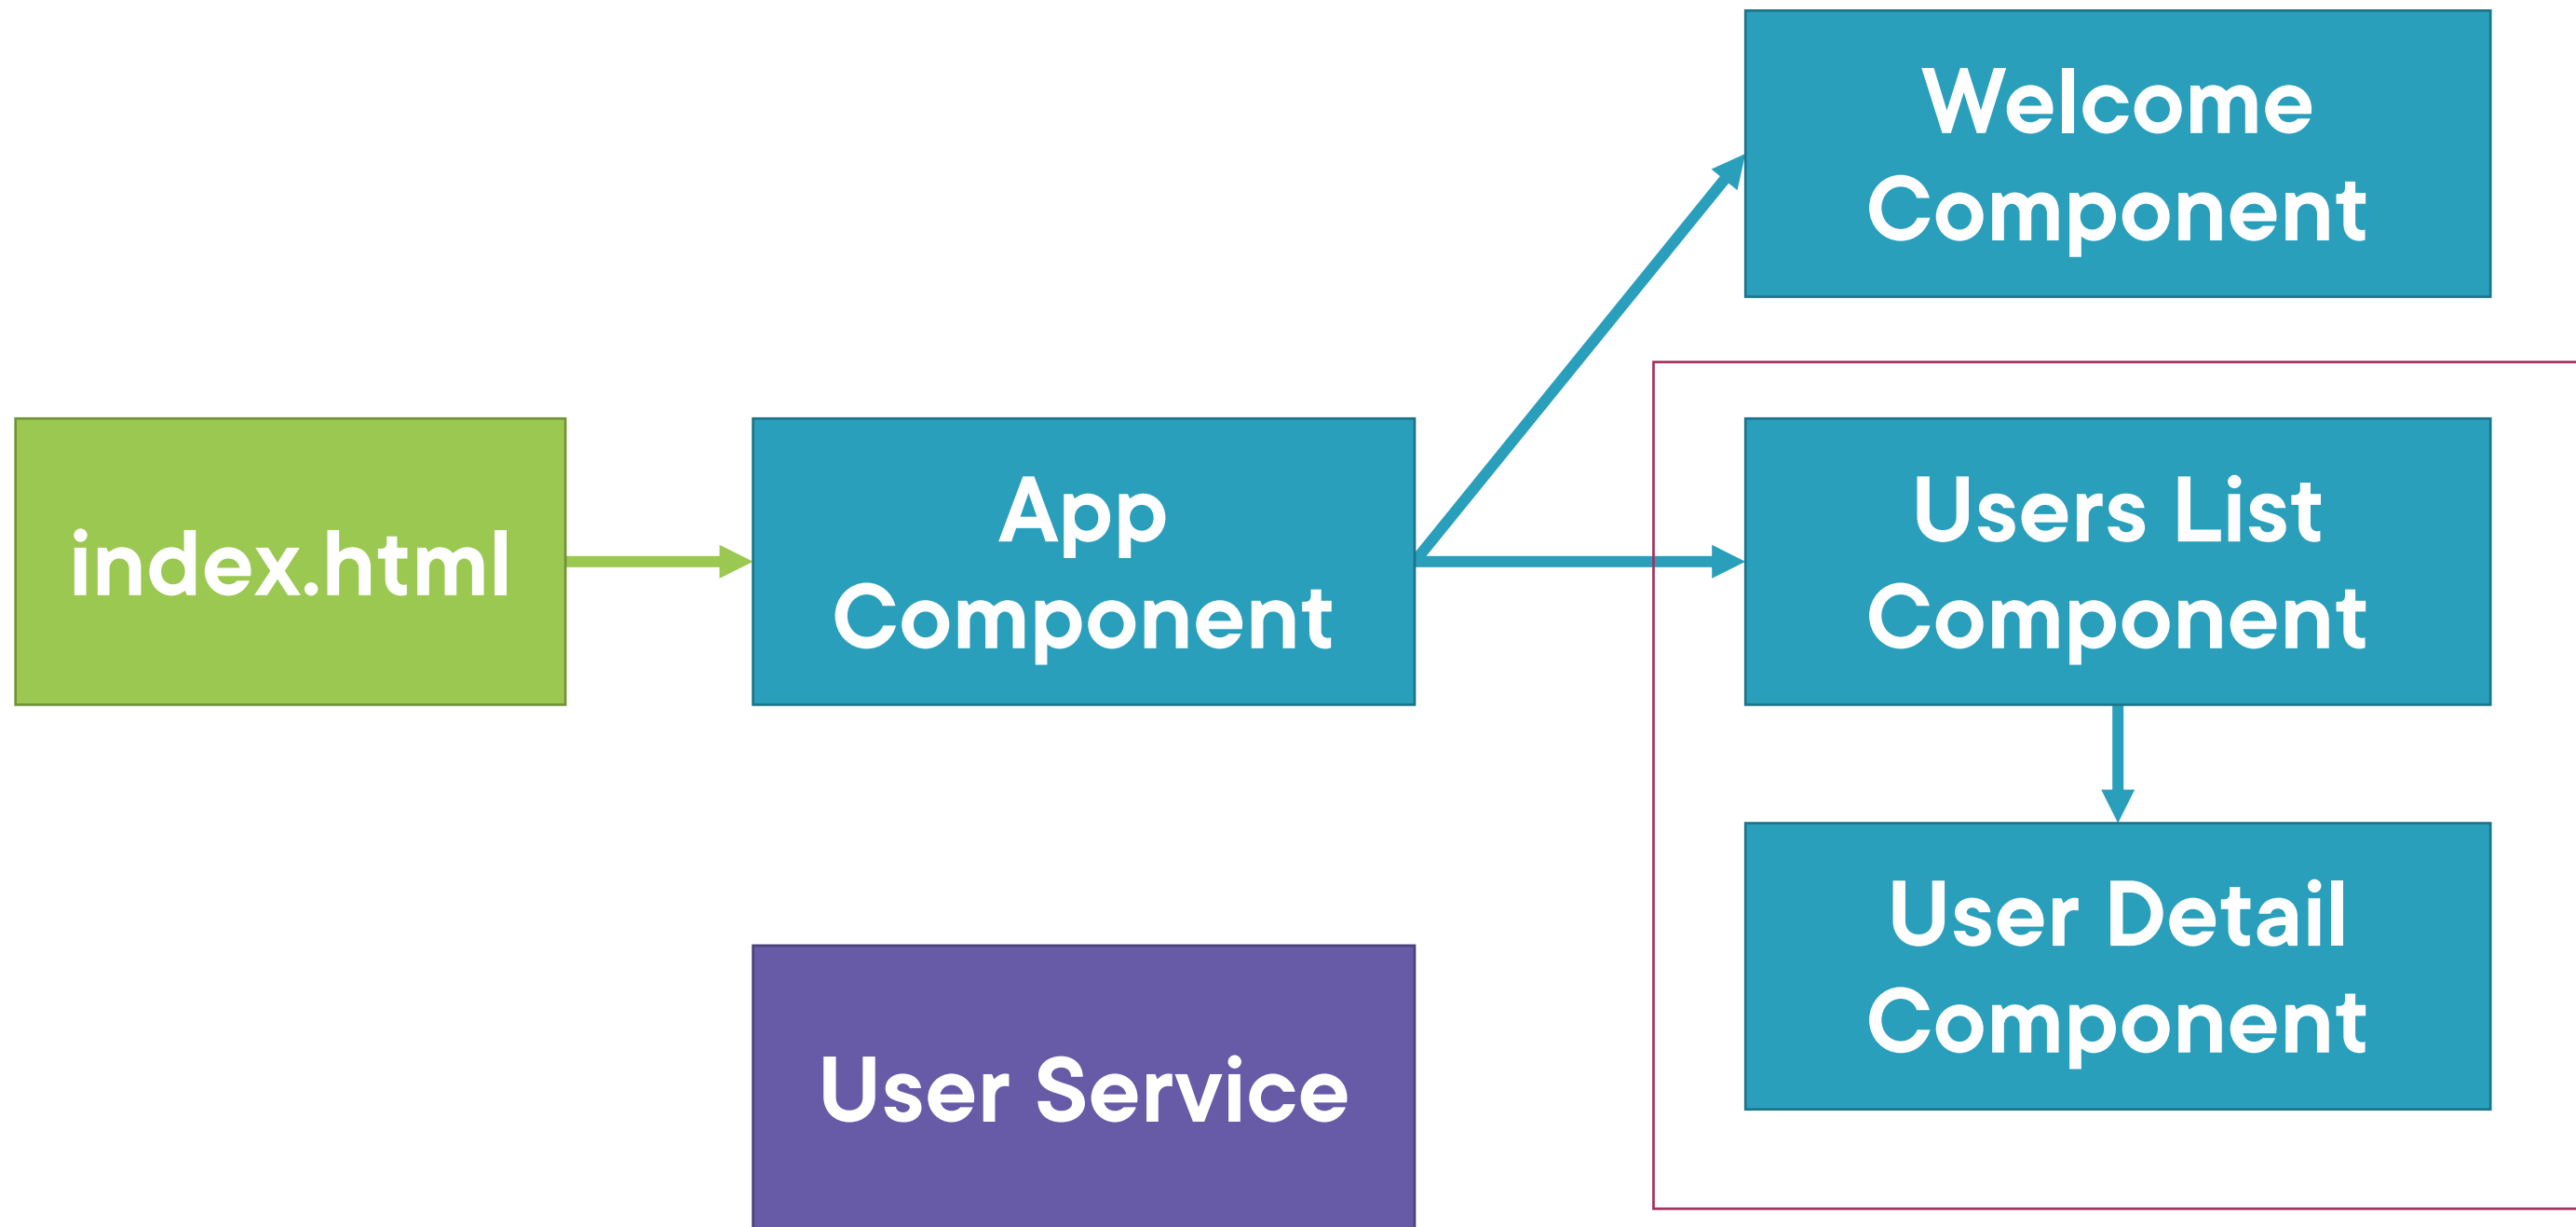 Welcome
Component
index.html
App
Component
Users List
Component
User Detail
Component
User Service